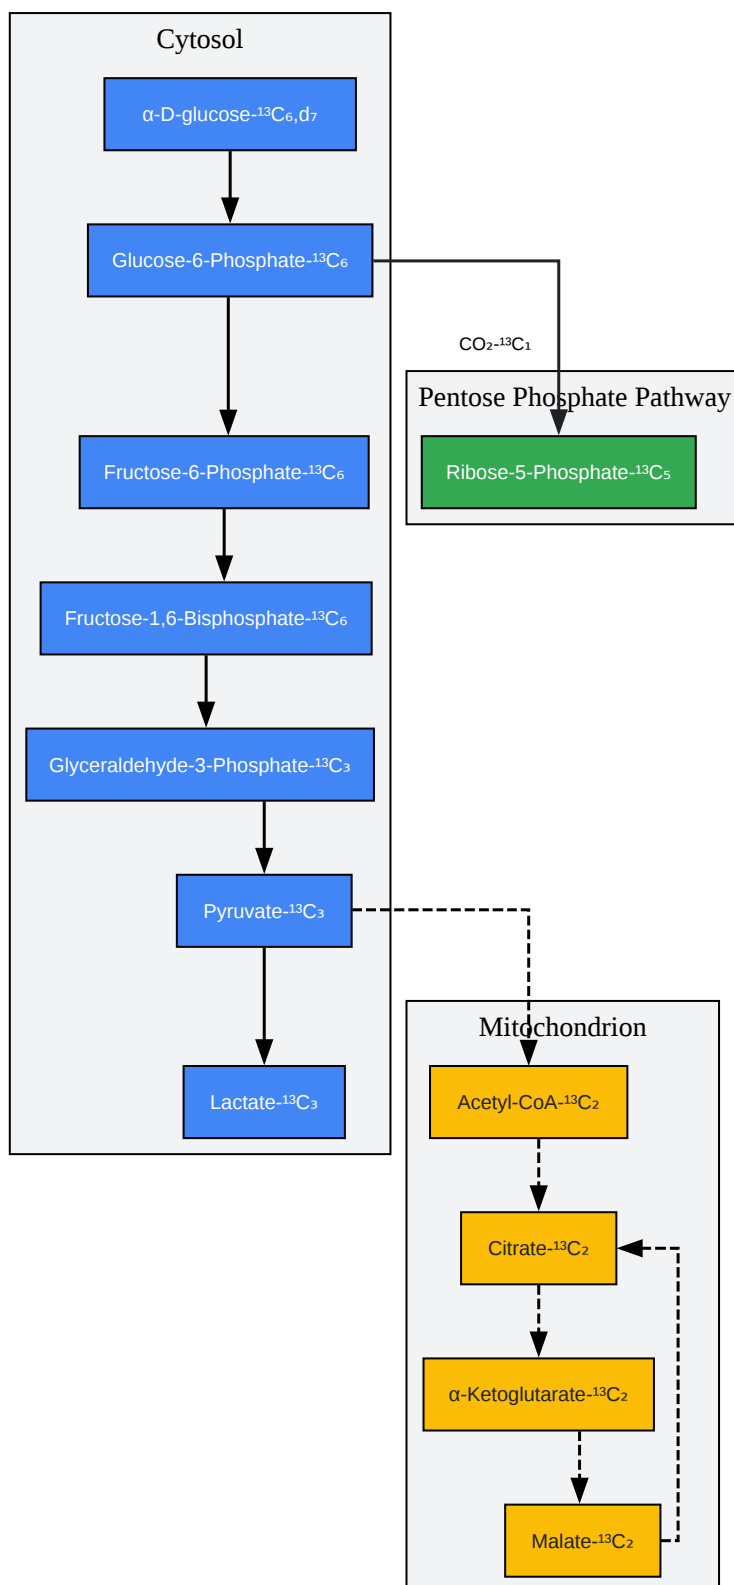 Cytosol
α-D-glucose-¹³C₆,d₇
Glucose-6-Phosphate-¹³C₆
CO₂-¹³C₁
Pentose Phosphate Pathway
Fructose-6-Phosphate-¹³C₆
Ribose-5-Phosphate-¹³C₅
Fructose-1,6-Bisphosphate-¹³C₆
Glyceraldehyde-3-Phosphate-¹³C₃
Pyruvate-¹³C₃
Mitochondrion
Lactate-¹³C₃
Acetyl-CoA-¹³C₂
Citrate-¹³C₂
α-Ketoglutarate-¹³C₂
Malate-¹³C₂